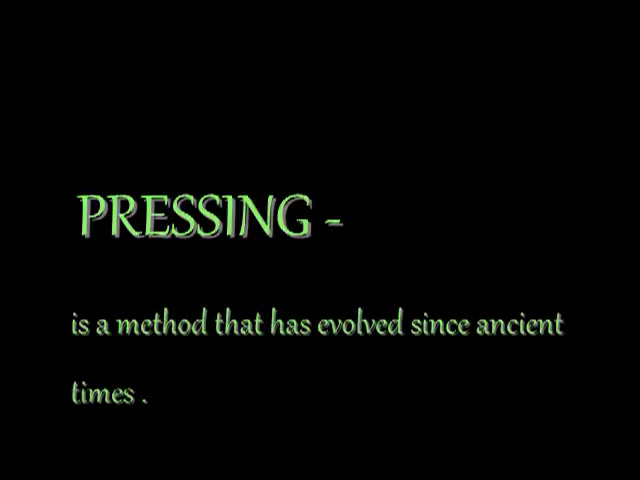 PRESSING -
is a method that has evolved since ancient
times .